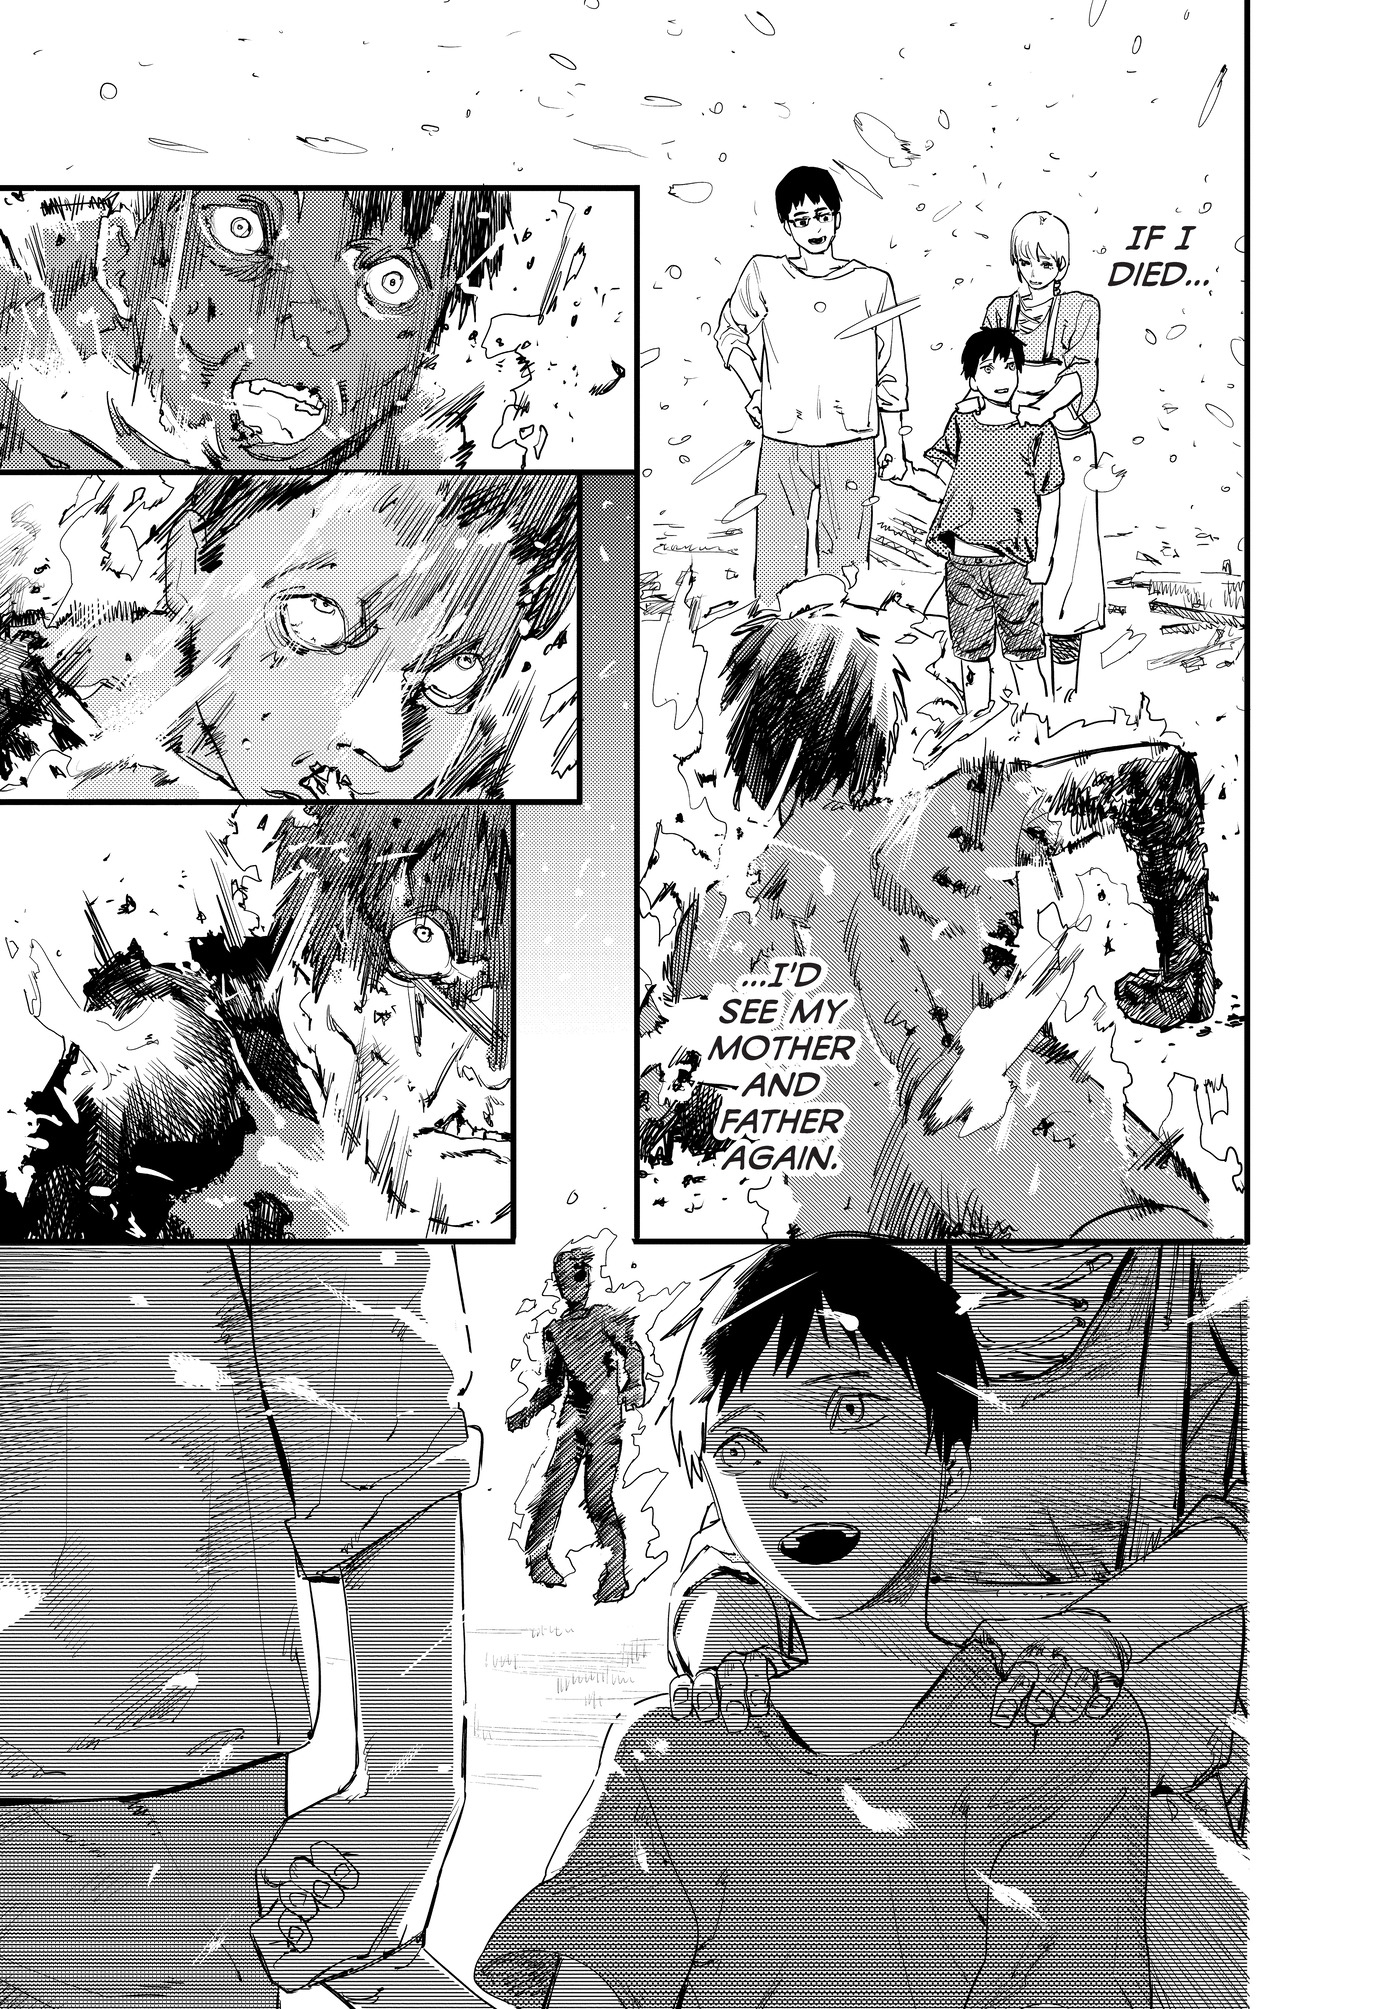 IF I
DIED...
...I'D
SEE MY
MOTHER
AND
FATHER
AGAIN.